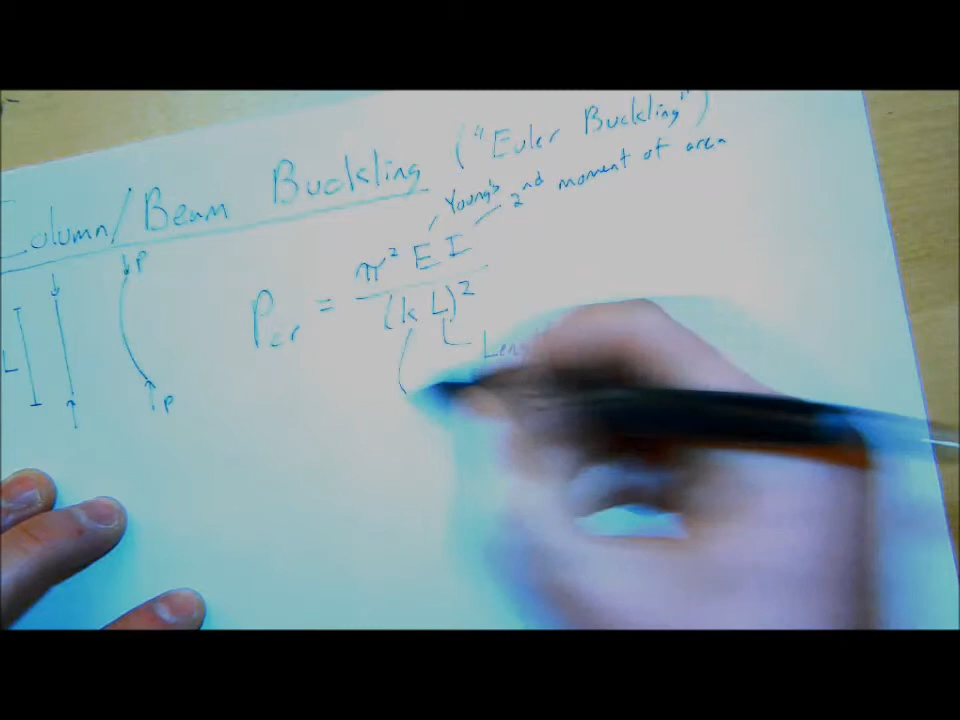 Column/Beam Buckling ("Euler Buckling")
Young's
2nd moment of area
P
L
P
Pcr = π² E I / (k L)²